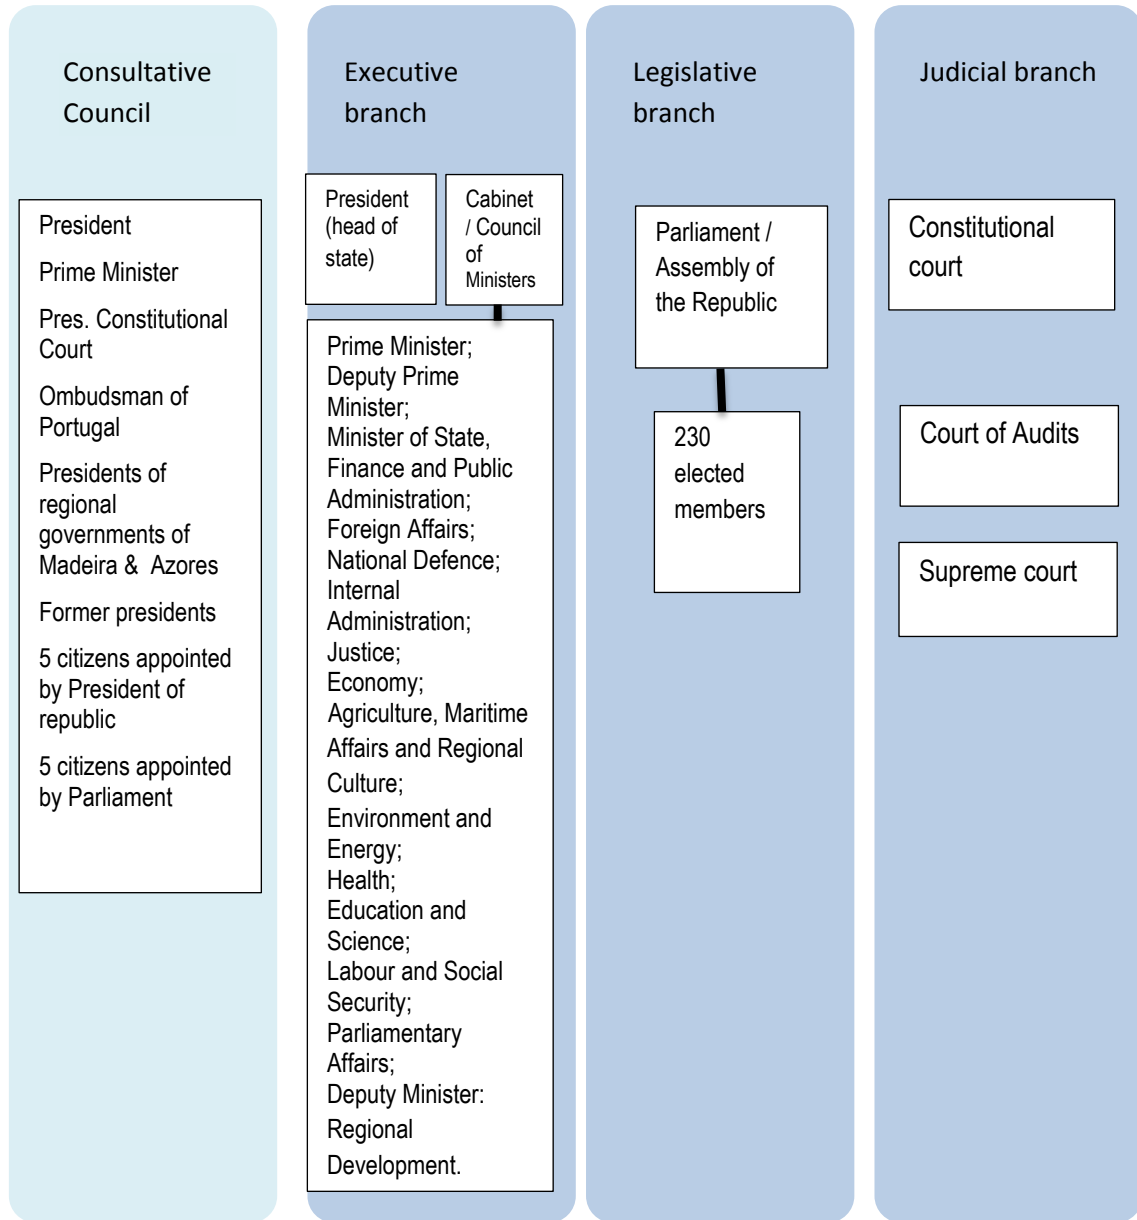 Consultative
Council
President
Prime Minister
Pres. Constitutional
Court
Ombudsman of
Portugal
Presidents of
regional
governments of
Madeira &  Azores
Former presidents
5 citizens appointed
by President of
republic
5 citizens appointed
by Parliament
Executive
branch
President
(head of
state)
Cabinet
/ Council
of
Ministers
Prime Minister;
Deputy Prime
Minister;
Minister of State,
Finance and Public
Administration;
Foreign Affairs;
National Defence;
Internal
Administration;
Justice;
Economy;
Agriculture, Maritime
Affairs and Regional
Culture;
Environment and
Energy;
Health;
Education and
Science;
Labour and Social
Security;
Parliamentary
Affairs;
Deputy Minister:
Regional
Development.
Legislative
branch
Parliament /
Assembly of
the Republic
230
elected
members
Judicial branch
Constitutional
court
Court of Audits
Supreme court